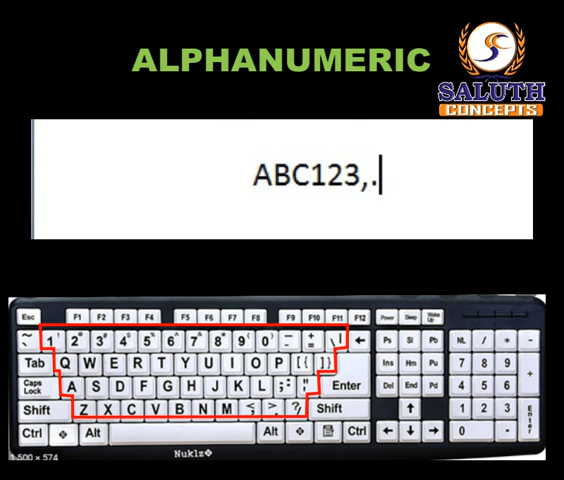 ALPHANUMERIC
SALUTH
CONCEPTS
ABC123,.
Esc F1 F2 F3 F4 F5 F6 F7 F8 F9 F10 F11 F12 Power Sleep Wake Up
~ 1 ! 2 3 # 4 5 % 6 7 8 * 9 ( 0 ) - + = \ | Ps Sl Pb NL / * -
Tab Q W E R T Y U I O P [ { ] } Ins Hm Pu 7 8 9 +
Caps Lock A S D F G H J K L ; : ' " Enter Del End Pd 4 5 6
Shift Z X C V B N M < > ? Shift 1 2 3 Enter
Ctrl Alt Alt Ctrl 0 .
Nuklz
500 × 574